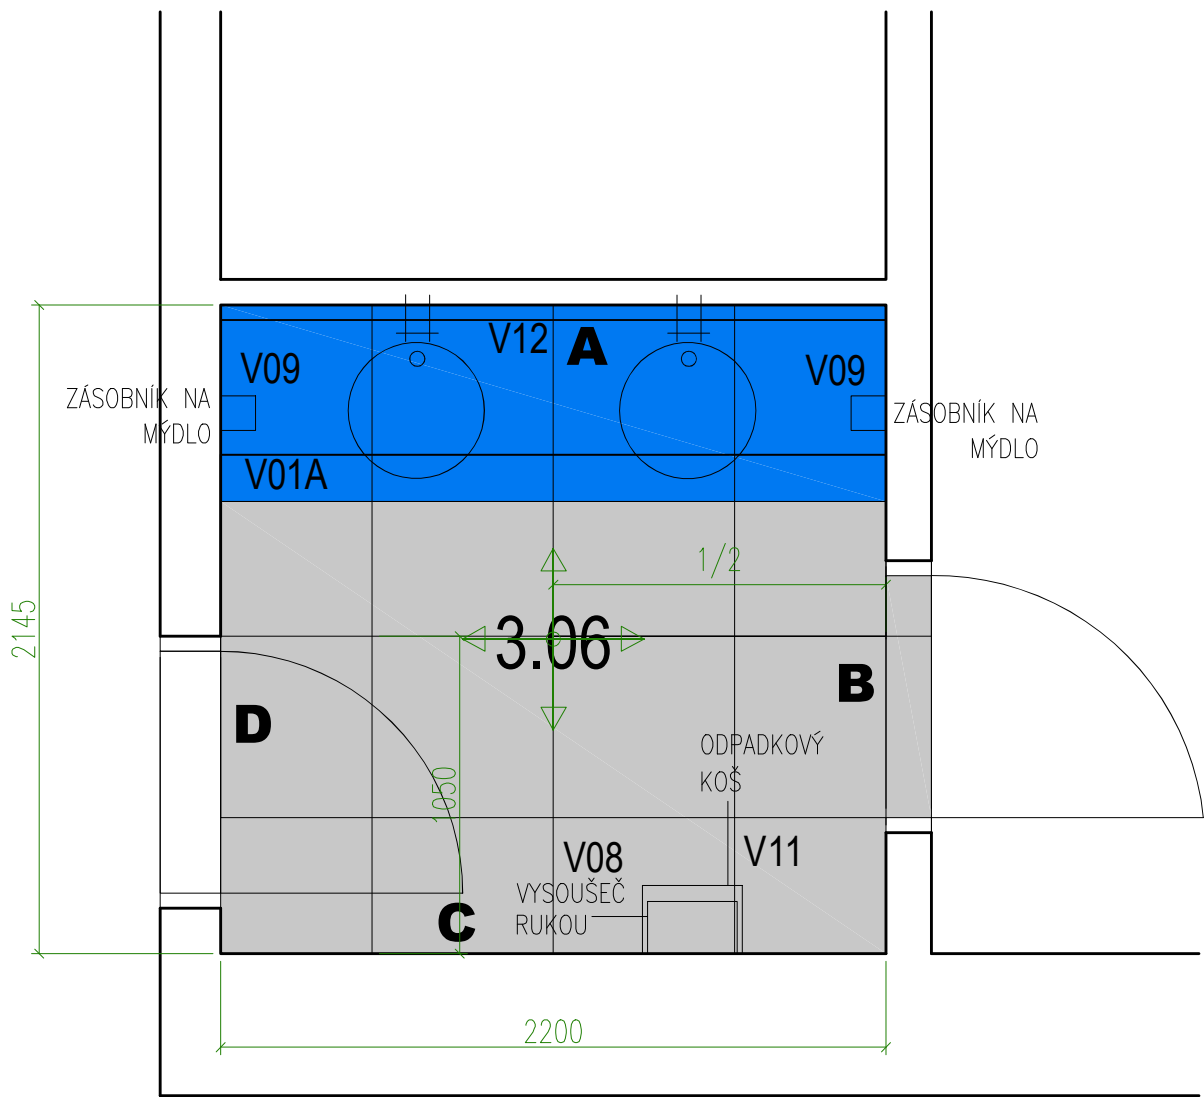 V12
A
V09
V09
ZÁSOBNÍK NA
MÝDLO
ZÁSOBNÍK NA
MÝDLO
V01A
1/2
2145
3.06
B
D
ODPADKOVÝ
KOŠ
1050
V08
V11
VYSOUŠEČ
RUKOU
C
2200